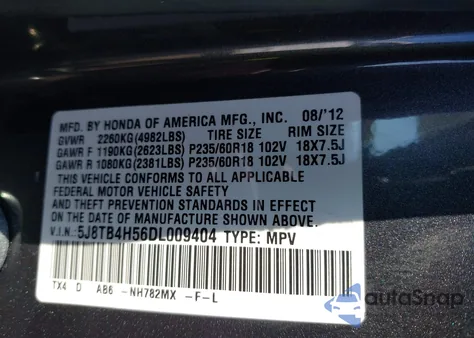 MFD. BY HONDA OF AMERICA MFG., INC. 08/'12
GVWR 2260KG(4982LBS) TIRE SIZE RIM SIZE
GAWR F 1190KG(2623LBS) P235/60R18 102V 18X7.5J
GAWR R 1080KG(2381LBS) P235/60R18 102V 18X7.5J
THIS VEHICLE CONFORMS TO ALL APPLICABLE
FEDERAL MOTOR VEHICLE SAFETY
AND THEFT PREVENTION STANDARDS IN EFFECT
ON THE DATE OF MANUFACTURE SHOWN ABOVE.
V.I.N.: 5J8TB4H56DL009404 TYPE: MPV
TX4 D AB6 -NH782MX -F-L
autoSnap